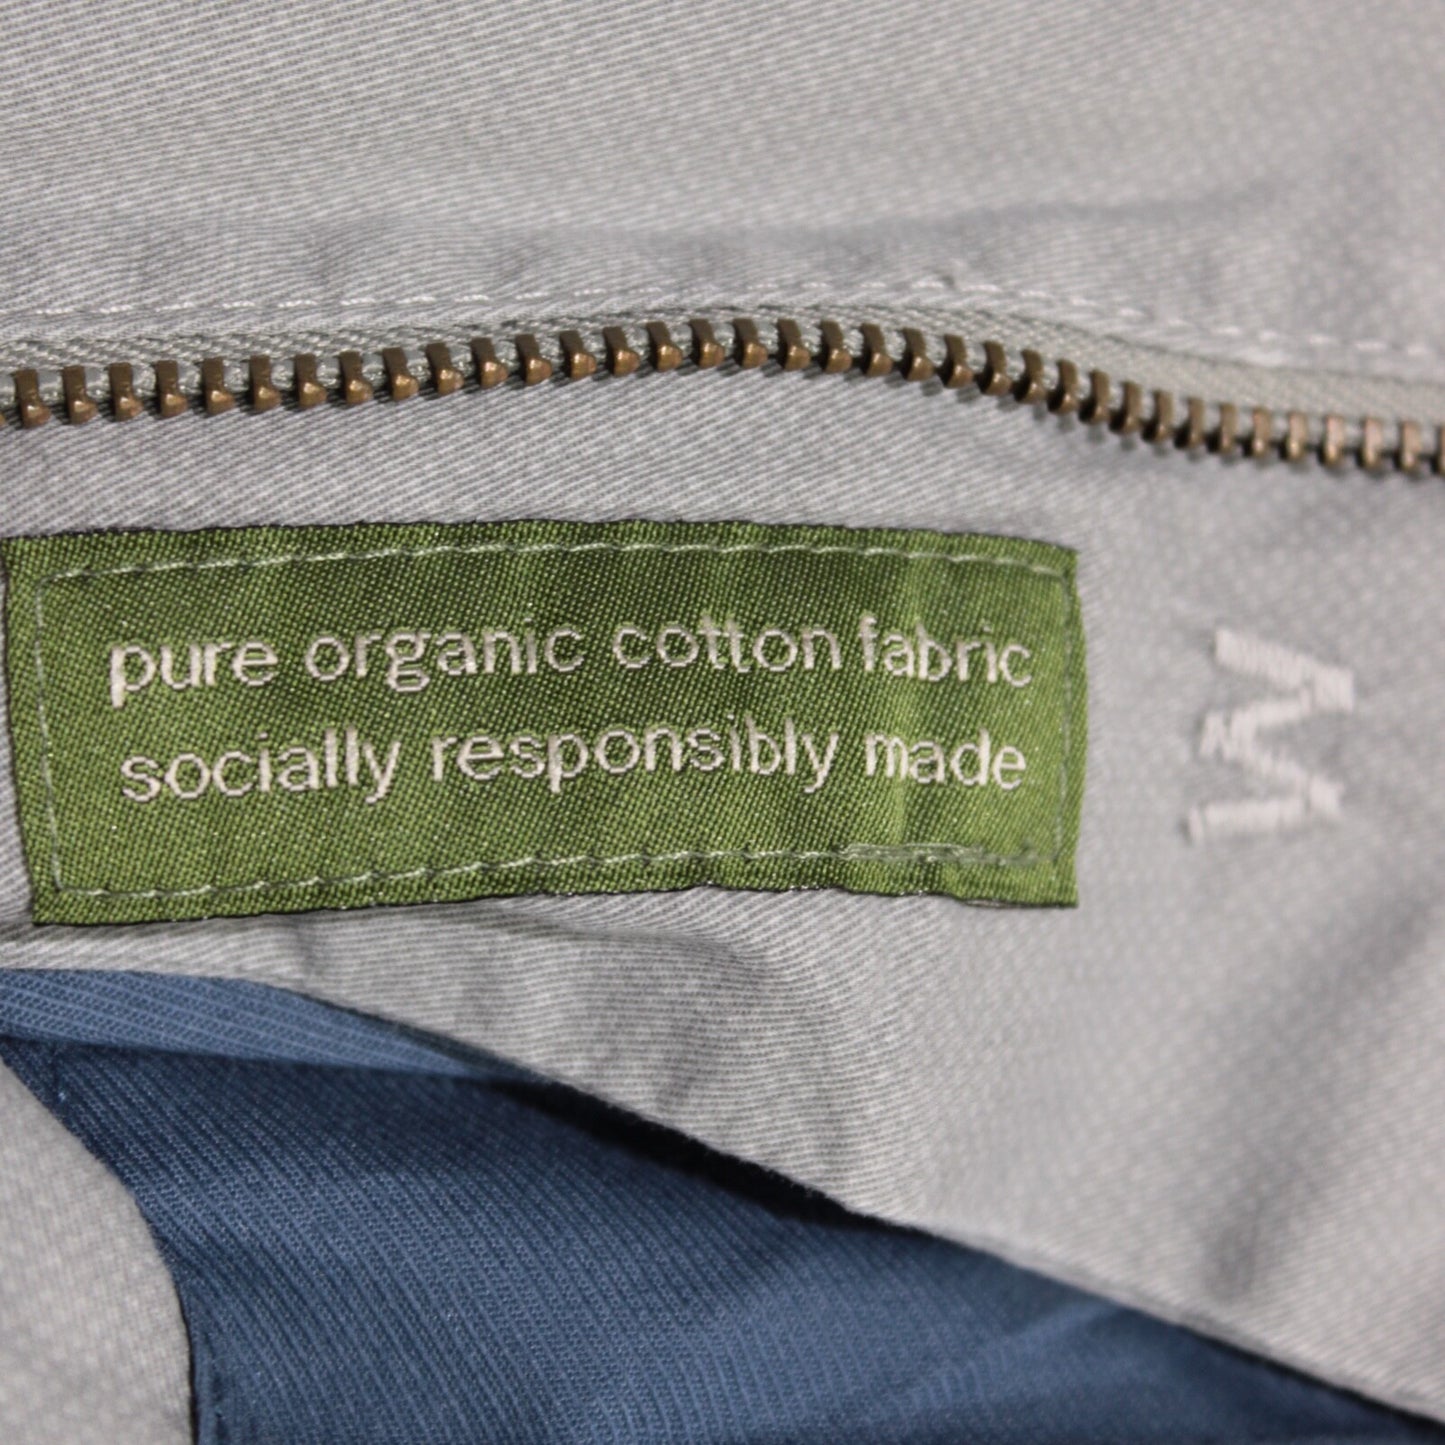 pure organic cotton fabric
socially responsibly made
M